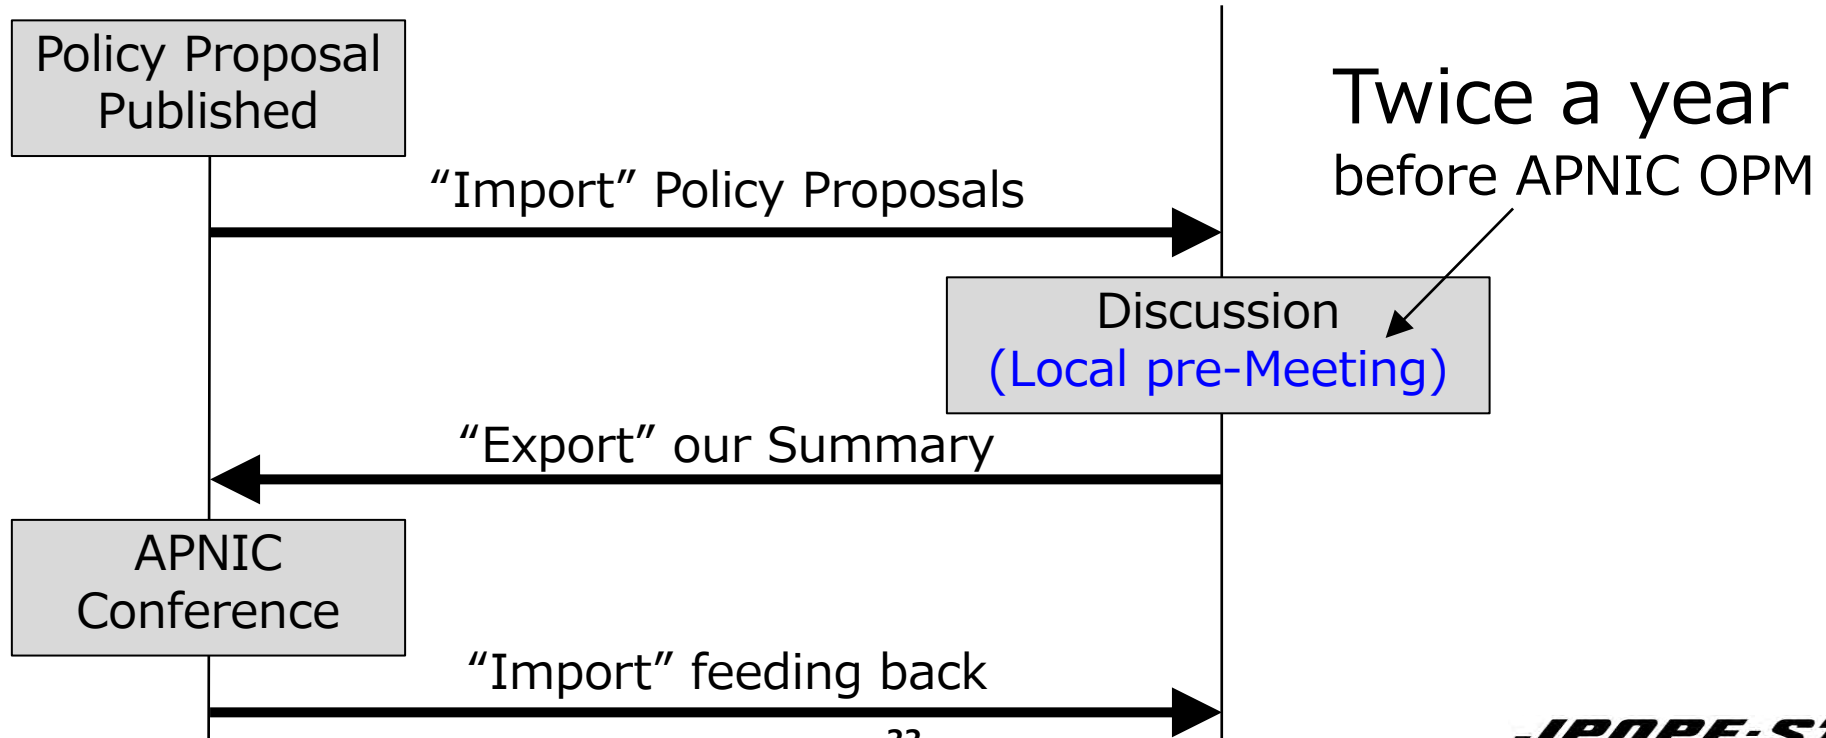 Policy Proposal
Published
Twice a year
before APNIC OPM
“Import” Policy Proposals
Discussion
(Local pre-Meeting)
“Export” our Summary
APNIC
Conference
“Import” feeding back